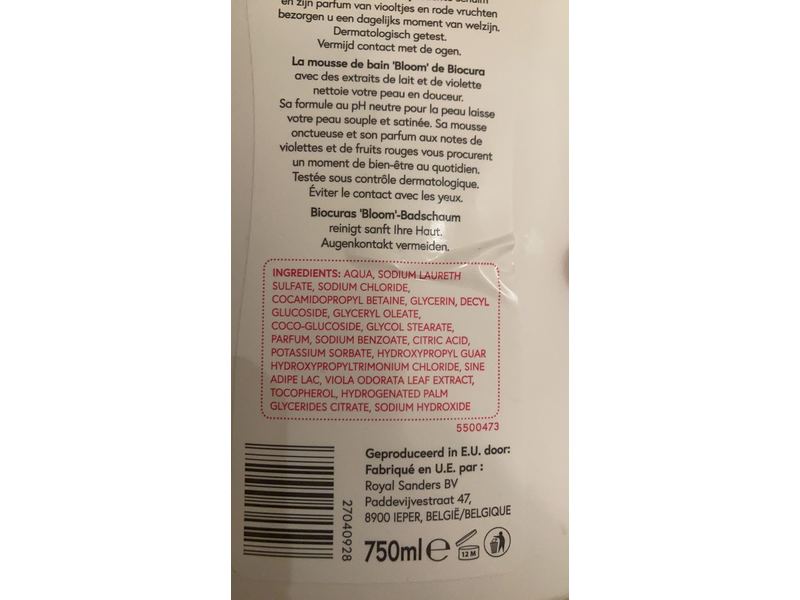 en zijn parfum van viooltjes en rode vruchten
bezorgen u een dagelijks moment van welzijn.
Dermatologisch getest.
Vermijd contact met de ogen.
La mousse de bain 'Bloom' de Biocura
avec des extraits de lait et de violette
nettoie votre peau en douceur.
Sa formule au pH neutre pour la peau laisse
votre peau souple et satinée. Sa mousse
onctueuse et son parfum aux notes de
violettes et de fruits rouges vous procurent
un moment de bien-être au quotidien.
Testée sous contrôle dermatologique.
Éviter le contact avec les yeux.
Biocuras 'Bloom'-Badschaum
reinigt sanft Ihre Haut.
Augenkontakt vermeiden.
INGREDIENTS: AQUA, SODIUM LAURETH
SULFATE, SODIUM CHLORIDE,
COCAMIDOPROPYL BETAINE, GLYCERIN, DECYL
GLUCOSIDE, GLYCERYL OLEATE,
COCO-GLUCOSIDE, GLYCOL STEARATE,
PARFUM, SODIUM BENZOATE, CITRIC ACID,
POTASSIUM SORBATE, HYDROXYPROPYL GUAR
HYDROXYPROPYLTRIMONIUM CHLORIDE, SINE
ADIPE LAC, VIOLA ODORATA LEAF EXTRACT,
TOCOPHEROL, HYDROGENATED PALM
GLYCERIDES CITRATE, SODIUM HYDROXIDE
5500473
Geproduceerd in E.U. door:
Fabriqué en U.E. par :
Royal Sanders BV
Paddevijvestraat 47,
8900 IEPER, BELGIË/BELGIQUE
27040928
750ml e
12 M